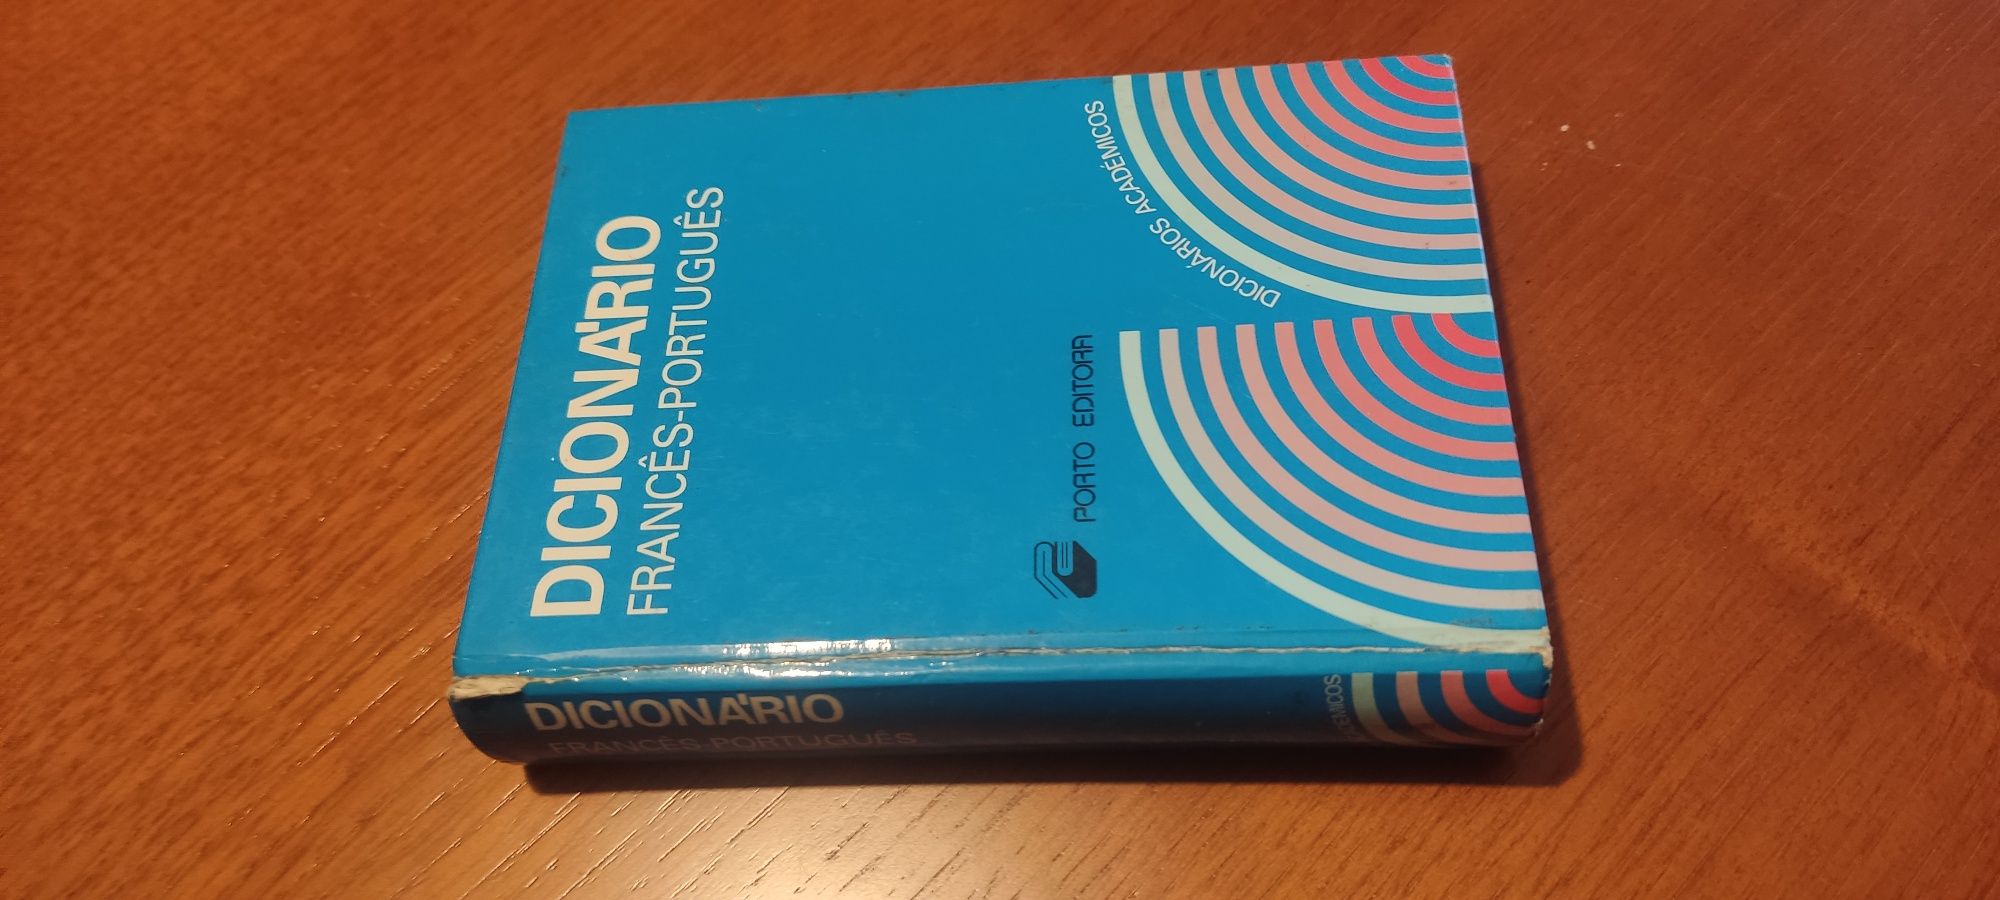 DICIONÁRIO
FRANCÊS-PORTUGUÊS
PORTO EDITORA
DICIONÁRIOS ACADÉMICOS
DICIONÁRIO
FRANCÊS-PORTUGUÊS